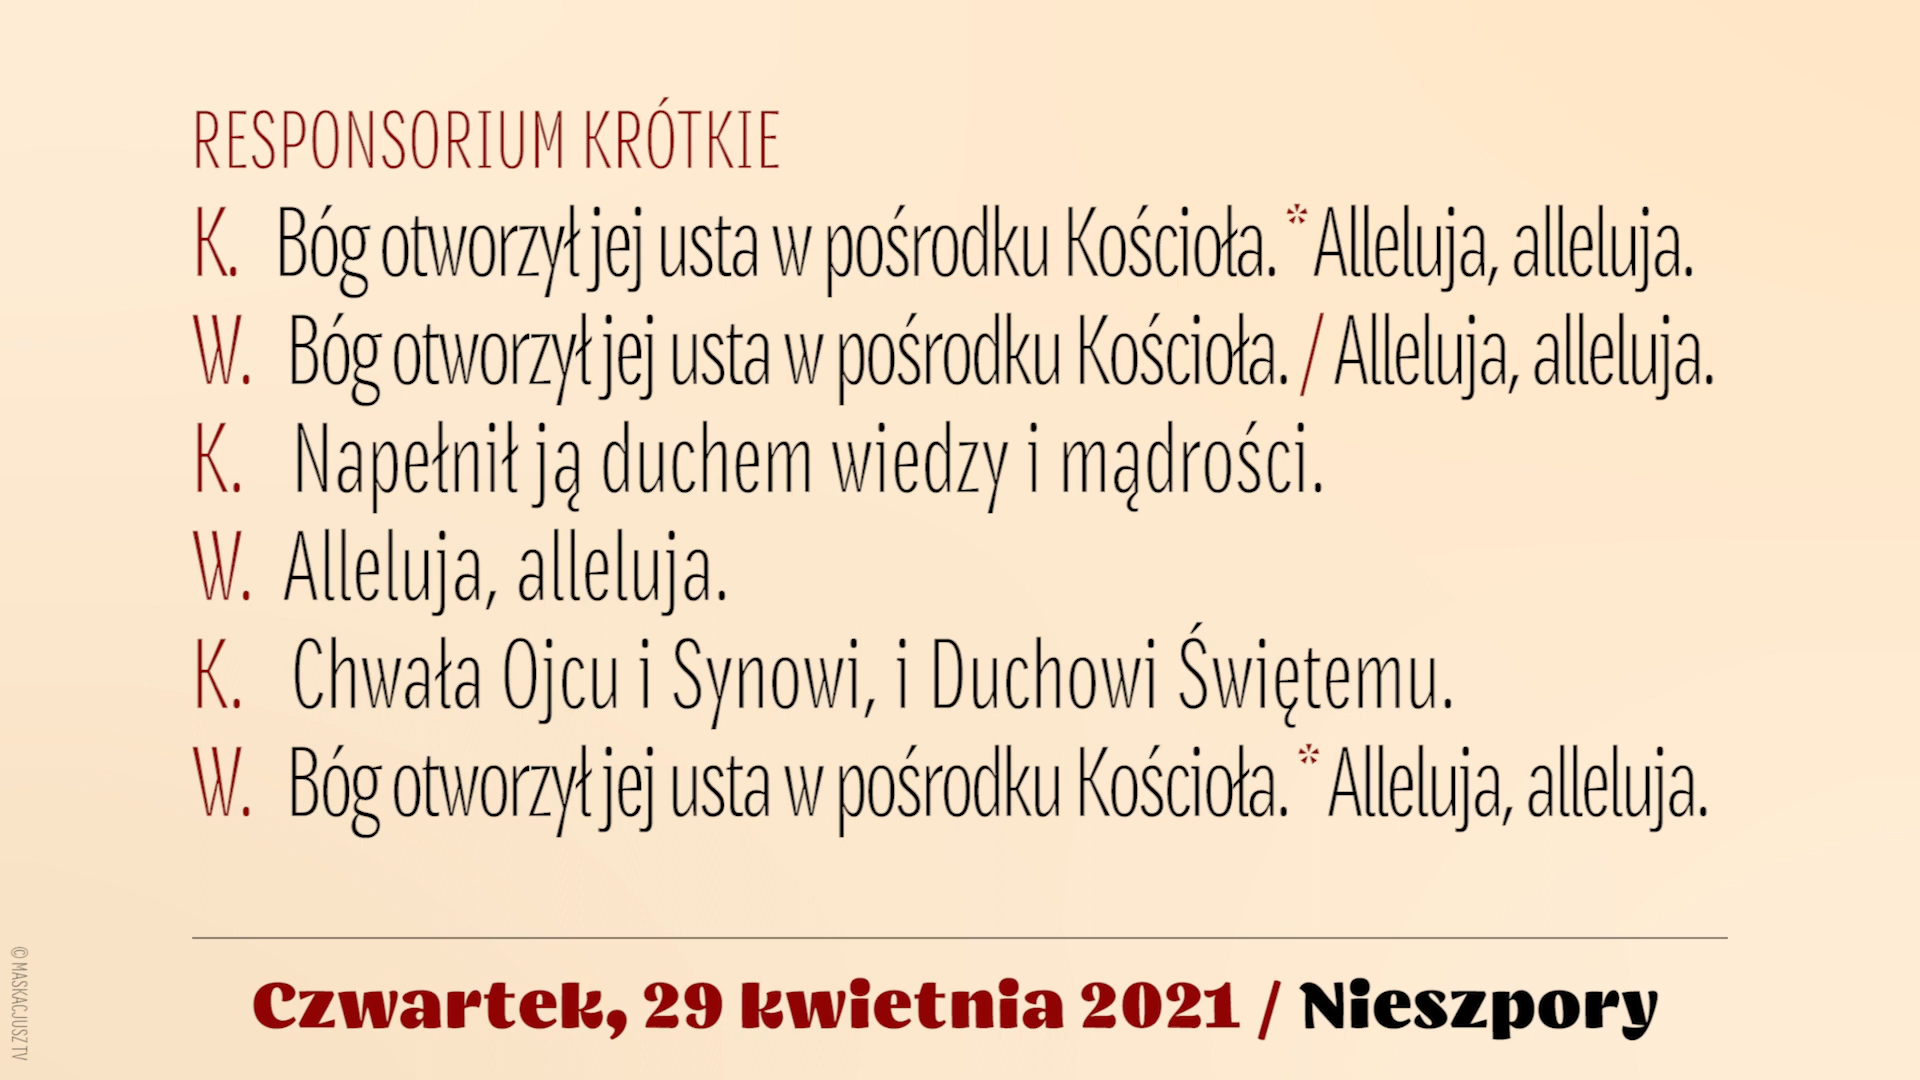 RESPONSORIUM KRÓTKIE
K. Bóg otworzył jej usta w pośrodku Kościoła. * Alleluja, alleluja.
W. Bóg otworzył jej usta w pośrodku Kościoła. / Alleluja, alleluja.
K. Napełnił ją duchem wiedzy i mądrości.
W. Alleluja, alleluja.
K. Chwała Ojcu i Synowi, i Duchowi Świętemu.
W. Bóg otworzył jej usta w pośrodku Kościoła. * Alleluja, alleluja.
Czwartek, 29 kwietnia 2021 / Nieszpory
© MASKACJUSZ TV